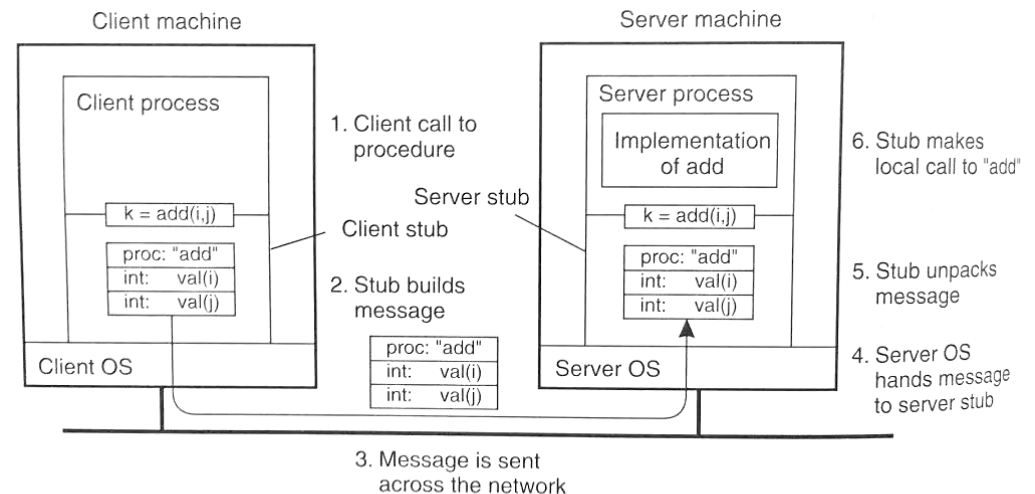 Client machine
Server machine
Client process
1. Client call to
procedure
k = add(i,j)
Client stub
proc: "add"
int: val(i)
int: val(j)
2. Stub builds
message
proc: "add"
int: val(i)
int: val(j)
Client OS
3. Message is sent
across the network
Server process
Implementation
of add
Server stub
k = add(i,j)
proc: "add"
int: val(i)
int: val(j)
Server OS
6. Stub makes
local call to "add"
5. Stub unpacks
message
4. Server OS
hands message
to server stub